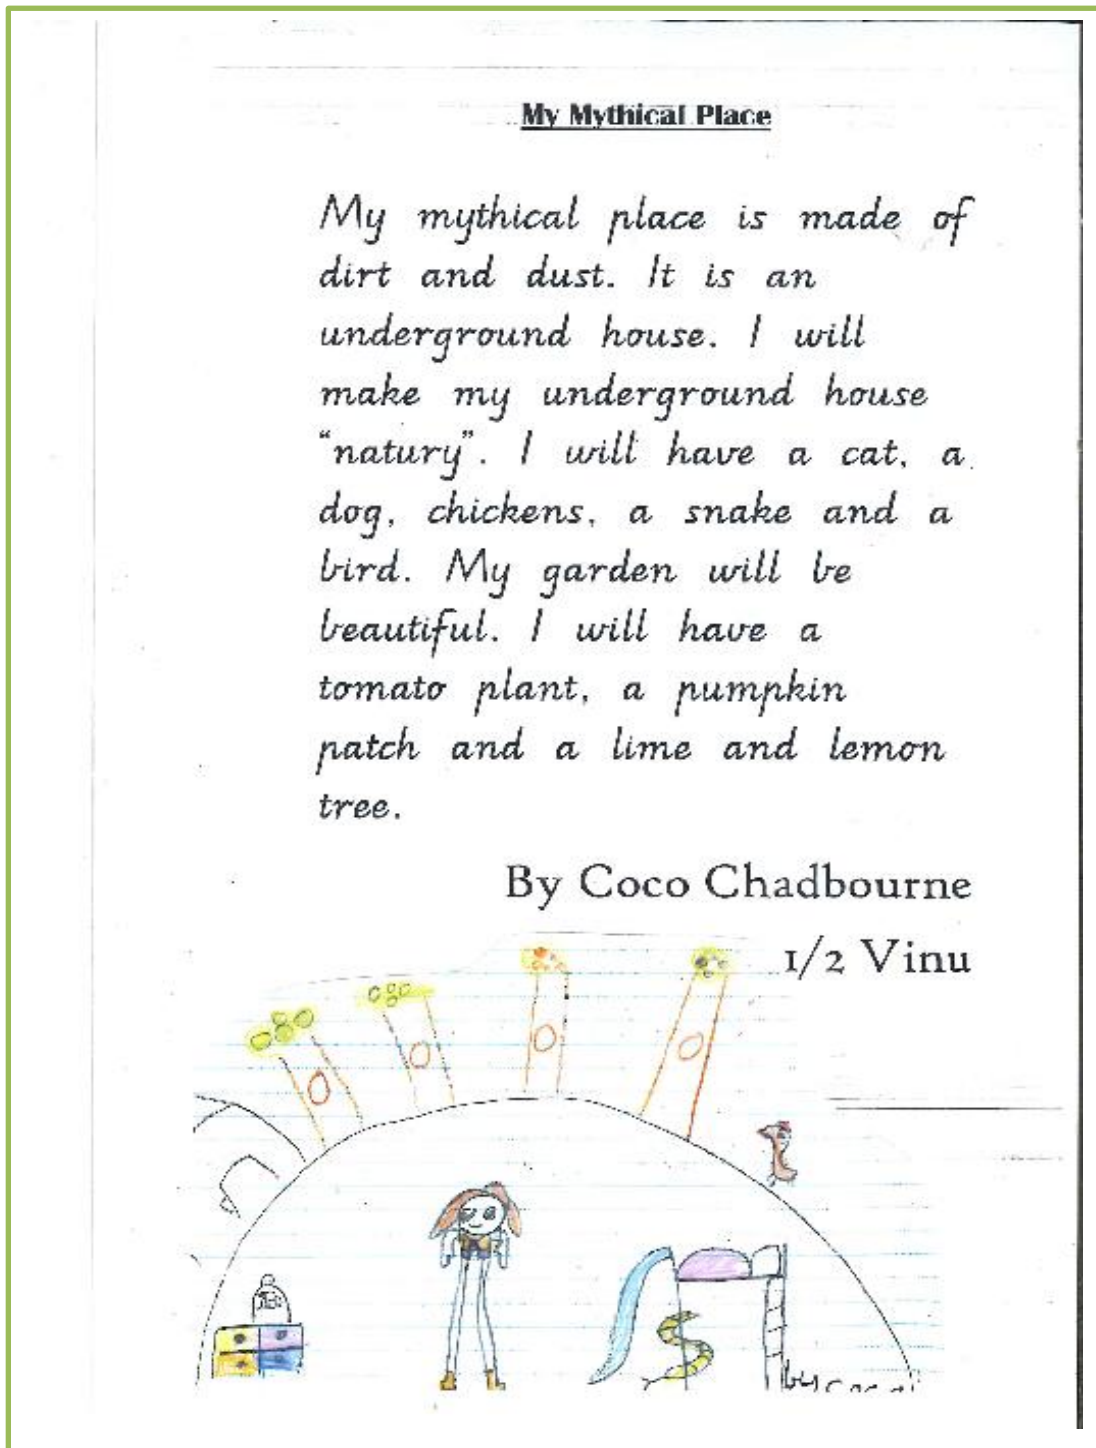 My Mythical Place
My mythical place is made of
dirt and dust. It is an
underground house. I will
make my underground house
“natury”. I will have a cat, a
dog, chickens, a snake and a
bird. My garden will be
beautiful. I will have a
tomato plant, a pumpkin
patch and a lime and lemon
tree.
By Coco Chadbourne
1/2 Vinu
by